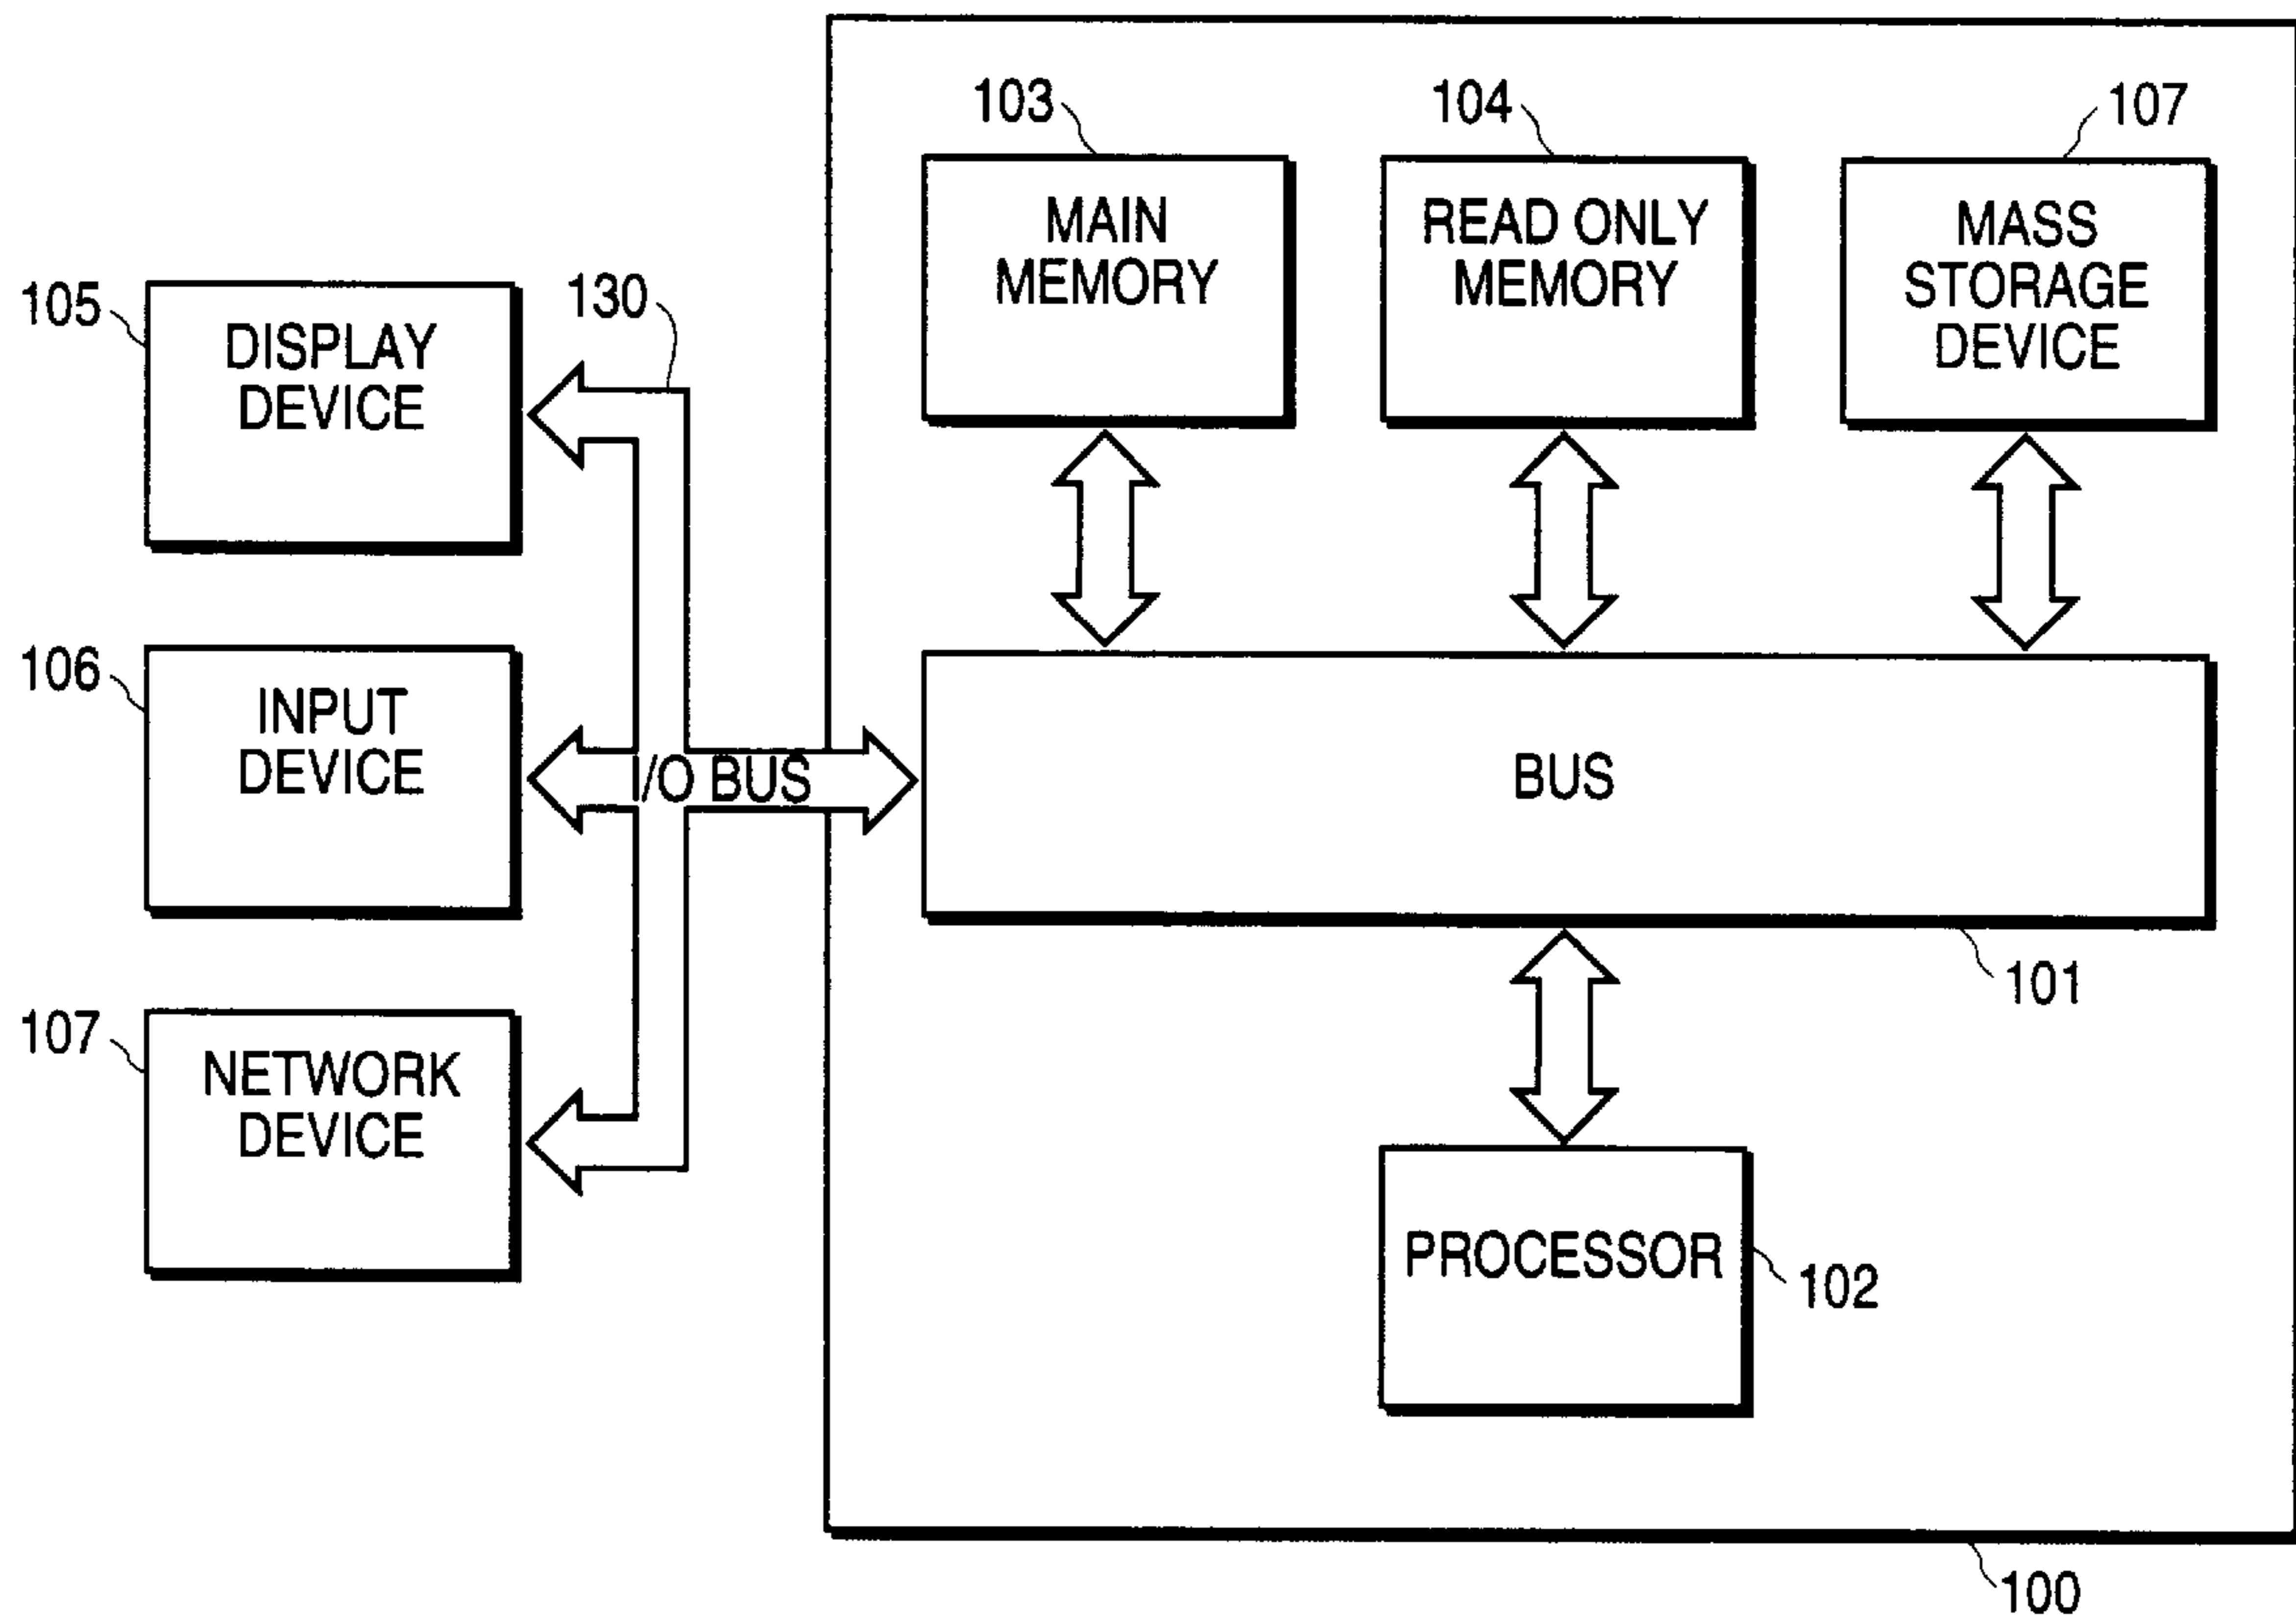 103
104
107
MAIN
MEMORY
READ ONLY
MEMORY
MASS
STORAGE
DEVICE
105
DISPLAY
DEVICE
130
106
INPUT
DEVICE
I/O BUS
BUS
101
107
NETWORK
DEVICE
PROCESSOR
102
100